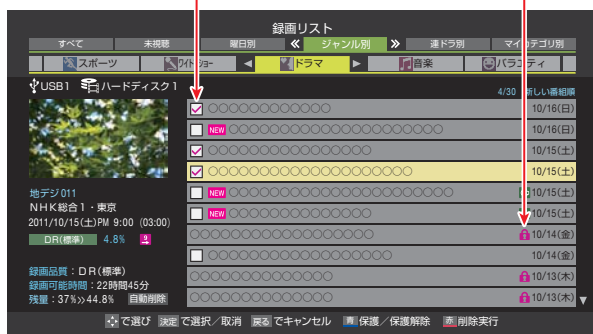 録画リスト
すべて 未視聴 曜日別 ジャンル別 連ドラ別 マイカテゴリ別
スポーツ ワイドショー ドラマ 音楽 バラエティ
USB1 ハードディスク1
4/30 新しい番組順
○○○○○○○○○○○○ 10/16(日)
NEW ○○○○○○○○○○○○○○○○○○○○○ 10/16(日)
○○○○○○○○○○○○○○○○ 10/15(土)
○○○○○○○○○○○○○○○○○○○○ 10/15(土)
NEW ○○○○○○○○○○○○○○○○○○○○○○ 10/15(土)
NEW ○○○○○○○○○○○○○○ 10/15(土)
○○○○○○○○○○○○○○○○○○ 10/14(金)
○○○○○○○○○○○○○○ 10/14(金)
○○○○○○○○○○○○○○ 10/13(木)
○○○○○○○○○○○○○○○○○○ 10/13(木)
地デジ011
NHK総合1・東京
2011/10/15(土)PM 9:00 (03:00)
DR(標準) 4.8%
録画品質：DR(標準)
録画可能時間：22時間45分
残量：37%≫44.8% 自動削除
で選び 決定 で選択／取消 戻る でキャンセル 青 保護／保護解除 赤 削除実行